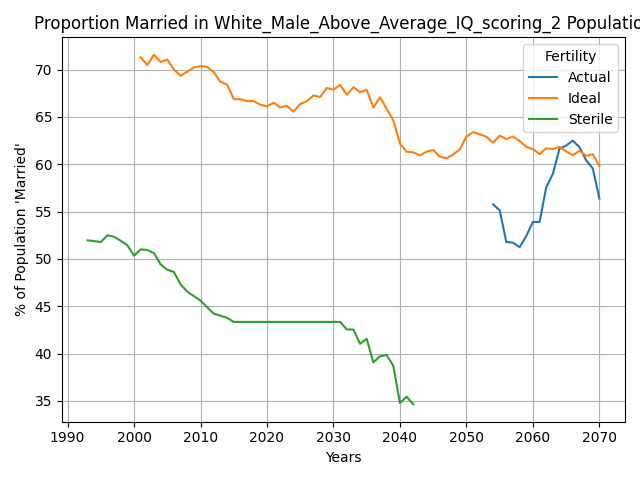 Proportion Married in White_Male_Above_Average_IQ_scoring_2 Populatio
Fertility
Actual
Ideal
Sterile
% of Population 'Married'
70
65
60
55
50
45
40
35
1990 2000 2010 2020 2030 2040 2050 2060 2070
Years